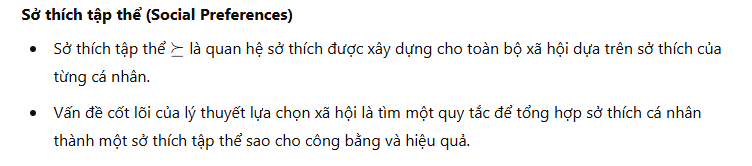 Sở thích tập thể (Social Preferences)
• Sở thích tập thể ⪰ là quan hệ sở thích được xây dựng cho toàn bộ xã hội dựa trên sở thích của
từng cá nhân.
• Vấn đề cốt lõi của lý thuyết lựa chọn xã hội là tìm một quy tắc để tổng hợp sở thích cá nhân
thành một sở thích tập thể sao cho công bằng và hiệu quả.